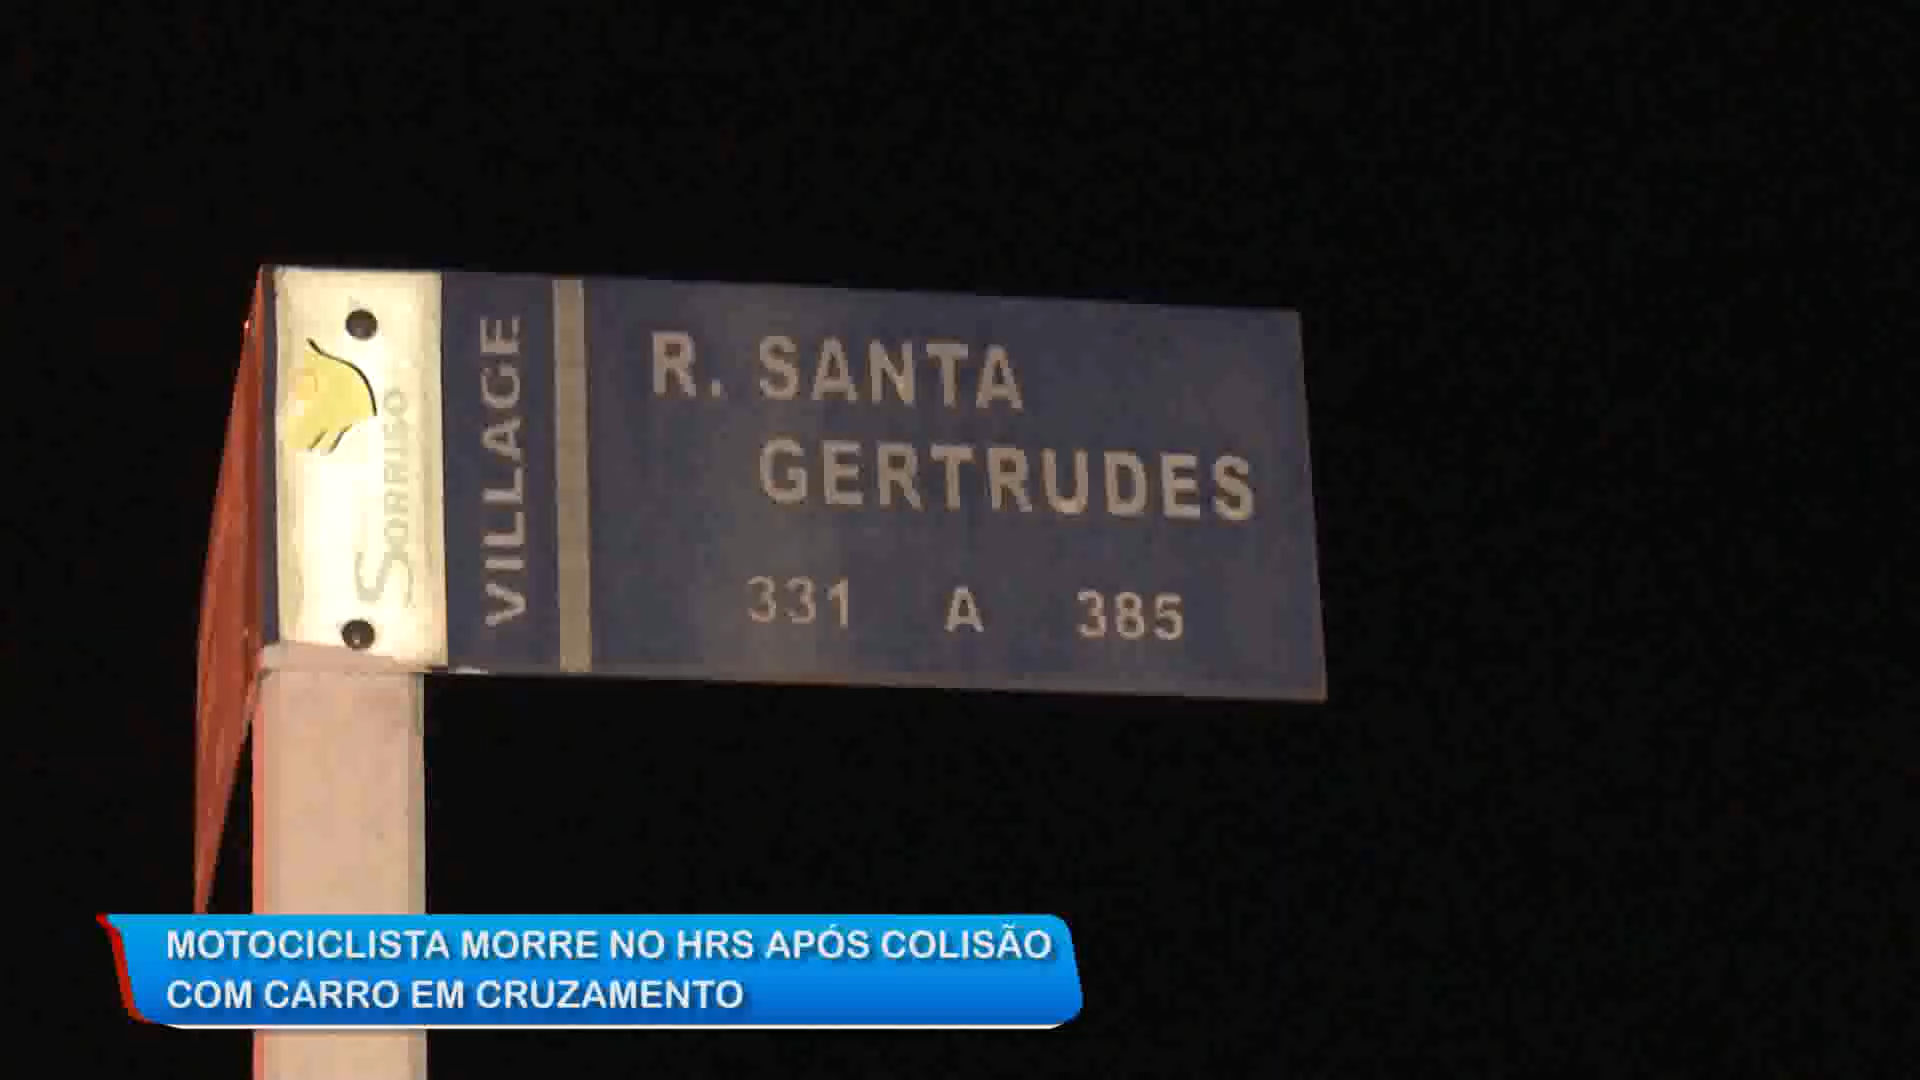 SORRISO
VILLAGE
R. SANTA
GERTRUDES
331 A 385
MOTOCICLISTA MORRE NO HRS APÓS COLISÃO
COM CARRO EM CRUZAMENTO